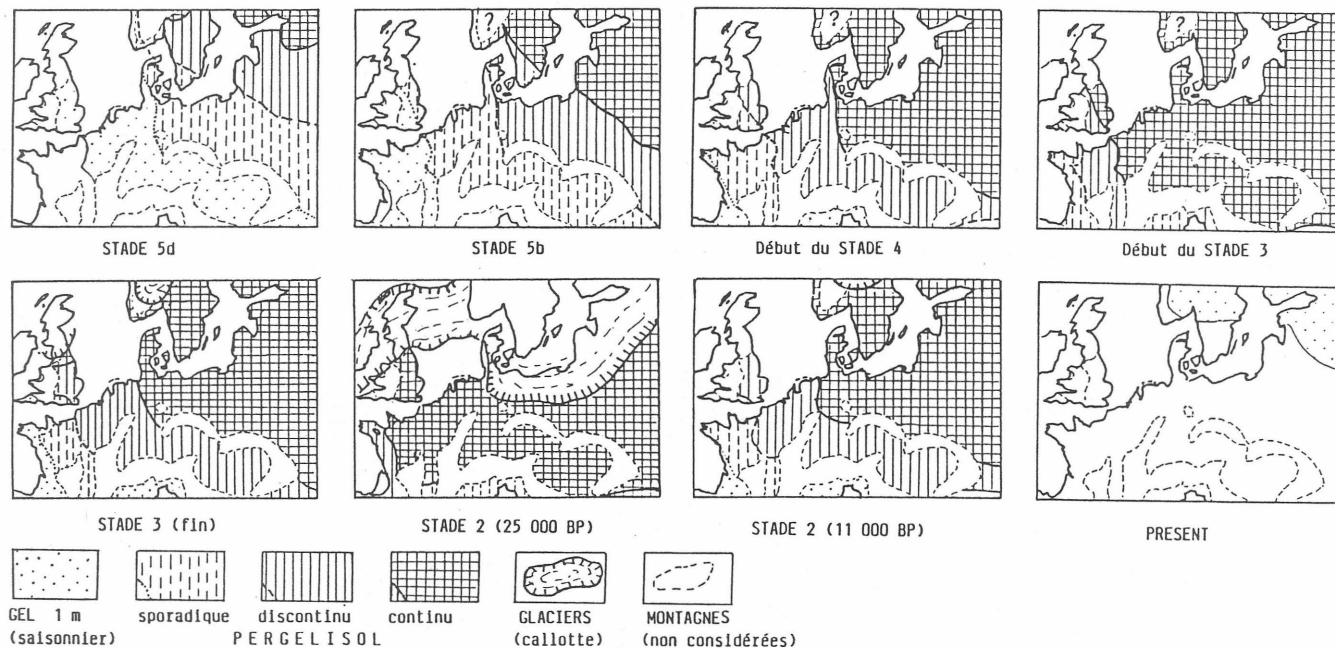 ?
?
?
STADE 5d
STADE 5b
Début du STADE 4
Début du STADE 3
STADE 3 (fin)
STADE 2 (25 000 BP)
STADE 2 (11 000 BP)
PRESENT
GEL 1 m
(saisonnier)
sporadique
discontinu
continu
PERGELISOL
GLACIERS
(callotte)
MONTAGNES
(non considérées)